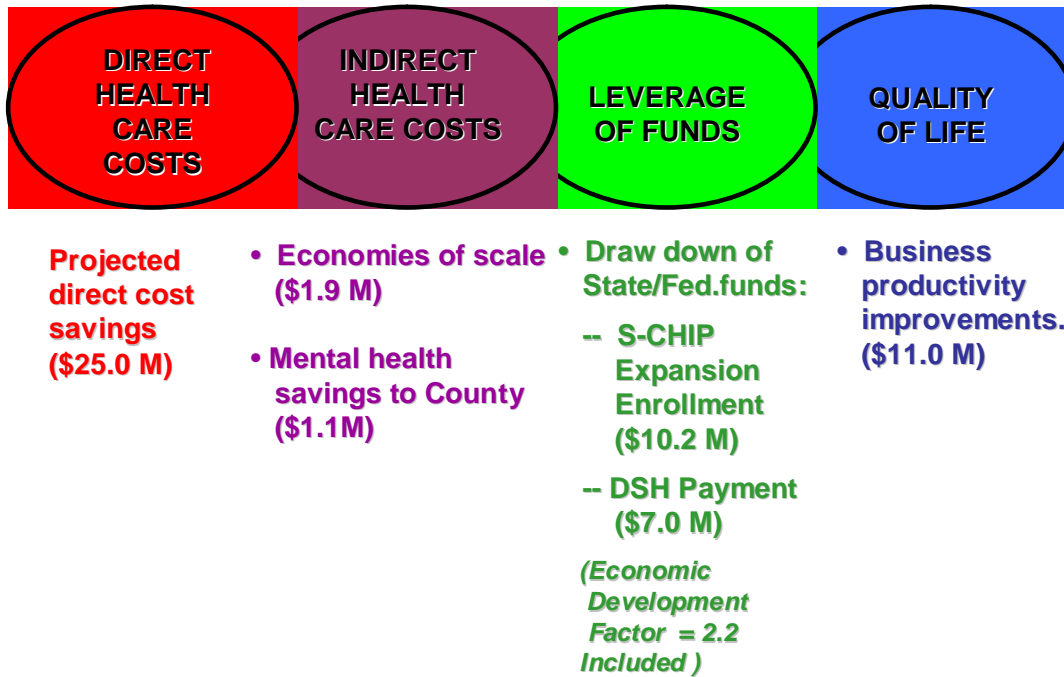 DIRECT
HEALTH
CARE
COSTS
INDIRECT
HEALTH
CARE COSTS
LEVERAGE
OF FUNDS
QUALITY
OF LIFE
Projected
direct cost
savings
($25.0 M)
• Economies of scale
($1.9 M)
• Mental health
savings to County
($1.1M)
• Draw down of
State/Fed.funds:
-- S-CHIP
Expansion
Enrollment
($10.2 M)
-- DSH Payment
($7.0 M)
(Economic
Development
Factor = 2.2
Included )
• Business
productivity
improvements.
($11.0 M)